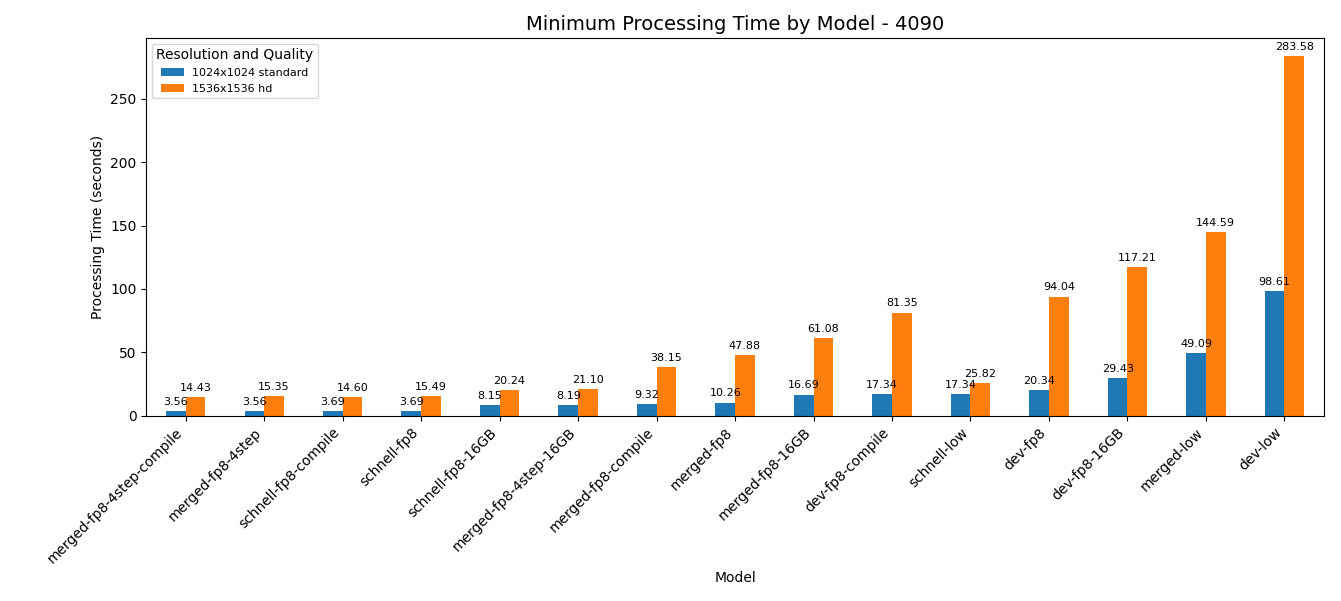 Minimum Processing Time by Model - 4090
Resolution and Quality
1024x1024 standard
1536x1536 hd
Processing Time (seconds)
250
200
150
100
50
0
3.56
14.43
3.56
15.35
3.69
14.60
3.69
15.49
8.15
20.24
8.19
21.10
9.32
38.15
10.26
47.88
16.69
61.08
17.34
81.35
17.34
25.82
20.34
94.04
29.43
117.21
49.09
144.59
98.61
283.58
merged-fp8-4step-compile
merged-fp8-4step
schnell-fp8-compile
schnell-fp8
schnell-fp8-16GB
merged-fp8-4step-16GB
merged-fp8-compile
merged-fp8
merged-fp8-16GB
dev-fp8-compile
schnell-low
dev-fp8
dev-fp8-16GB
merged-low
dev-low
Model